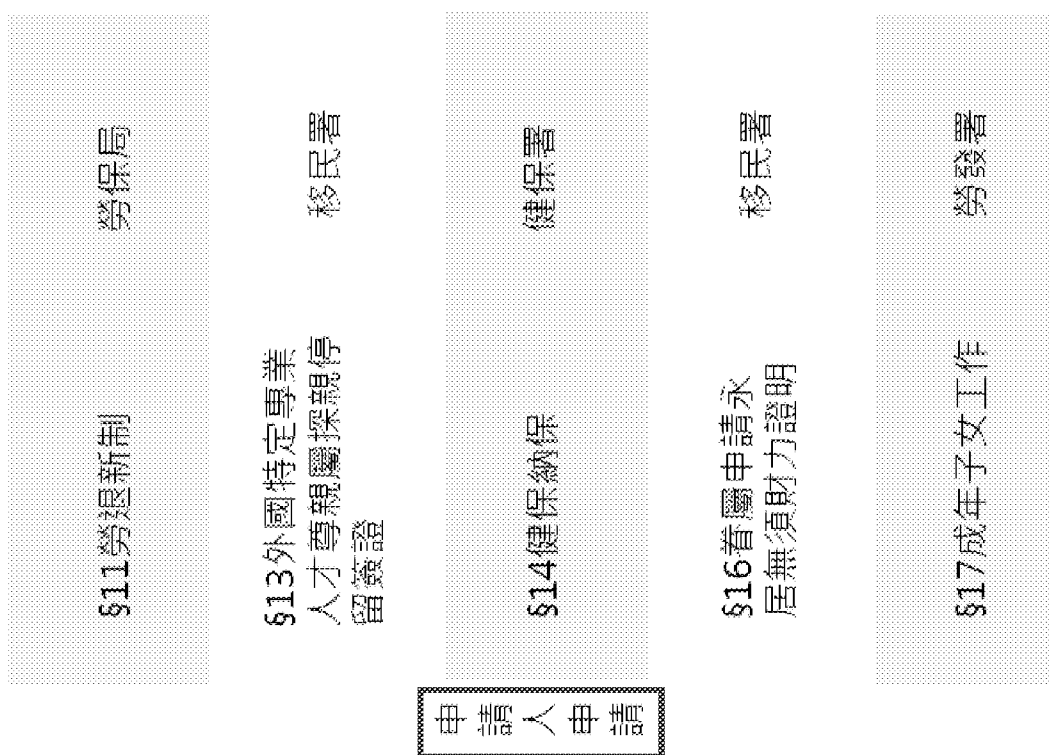 申請人申請
§11勞退新制
勞保局
§13外國特定專業
人才尊親屬探親停
留簽證
移民署
§14健保納保
健保署
§16眷屬申請永
居無須財力證明
移民署
§17成年子女工作
勞發署